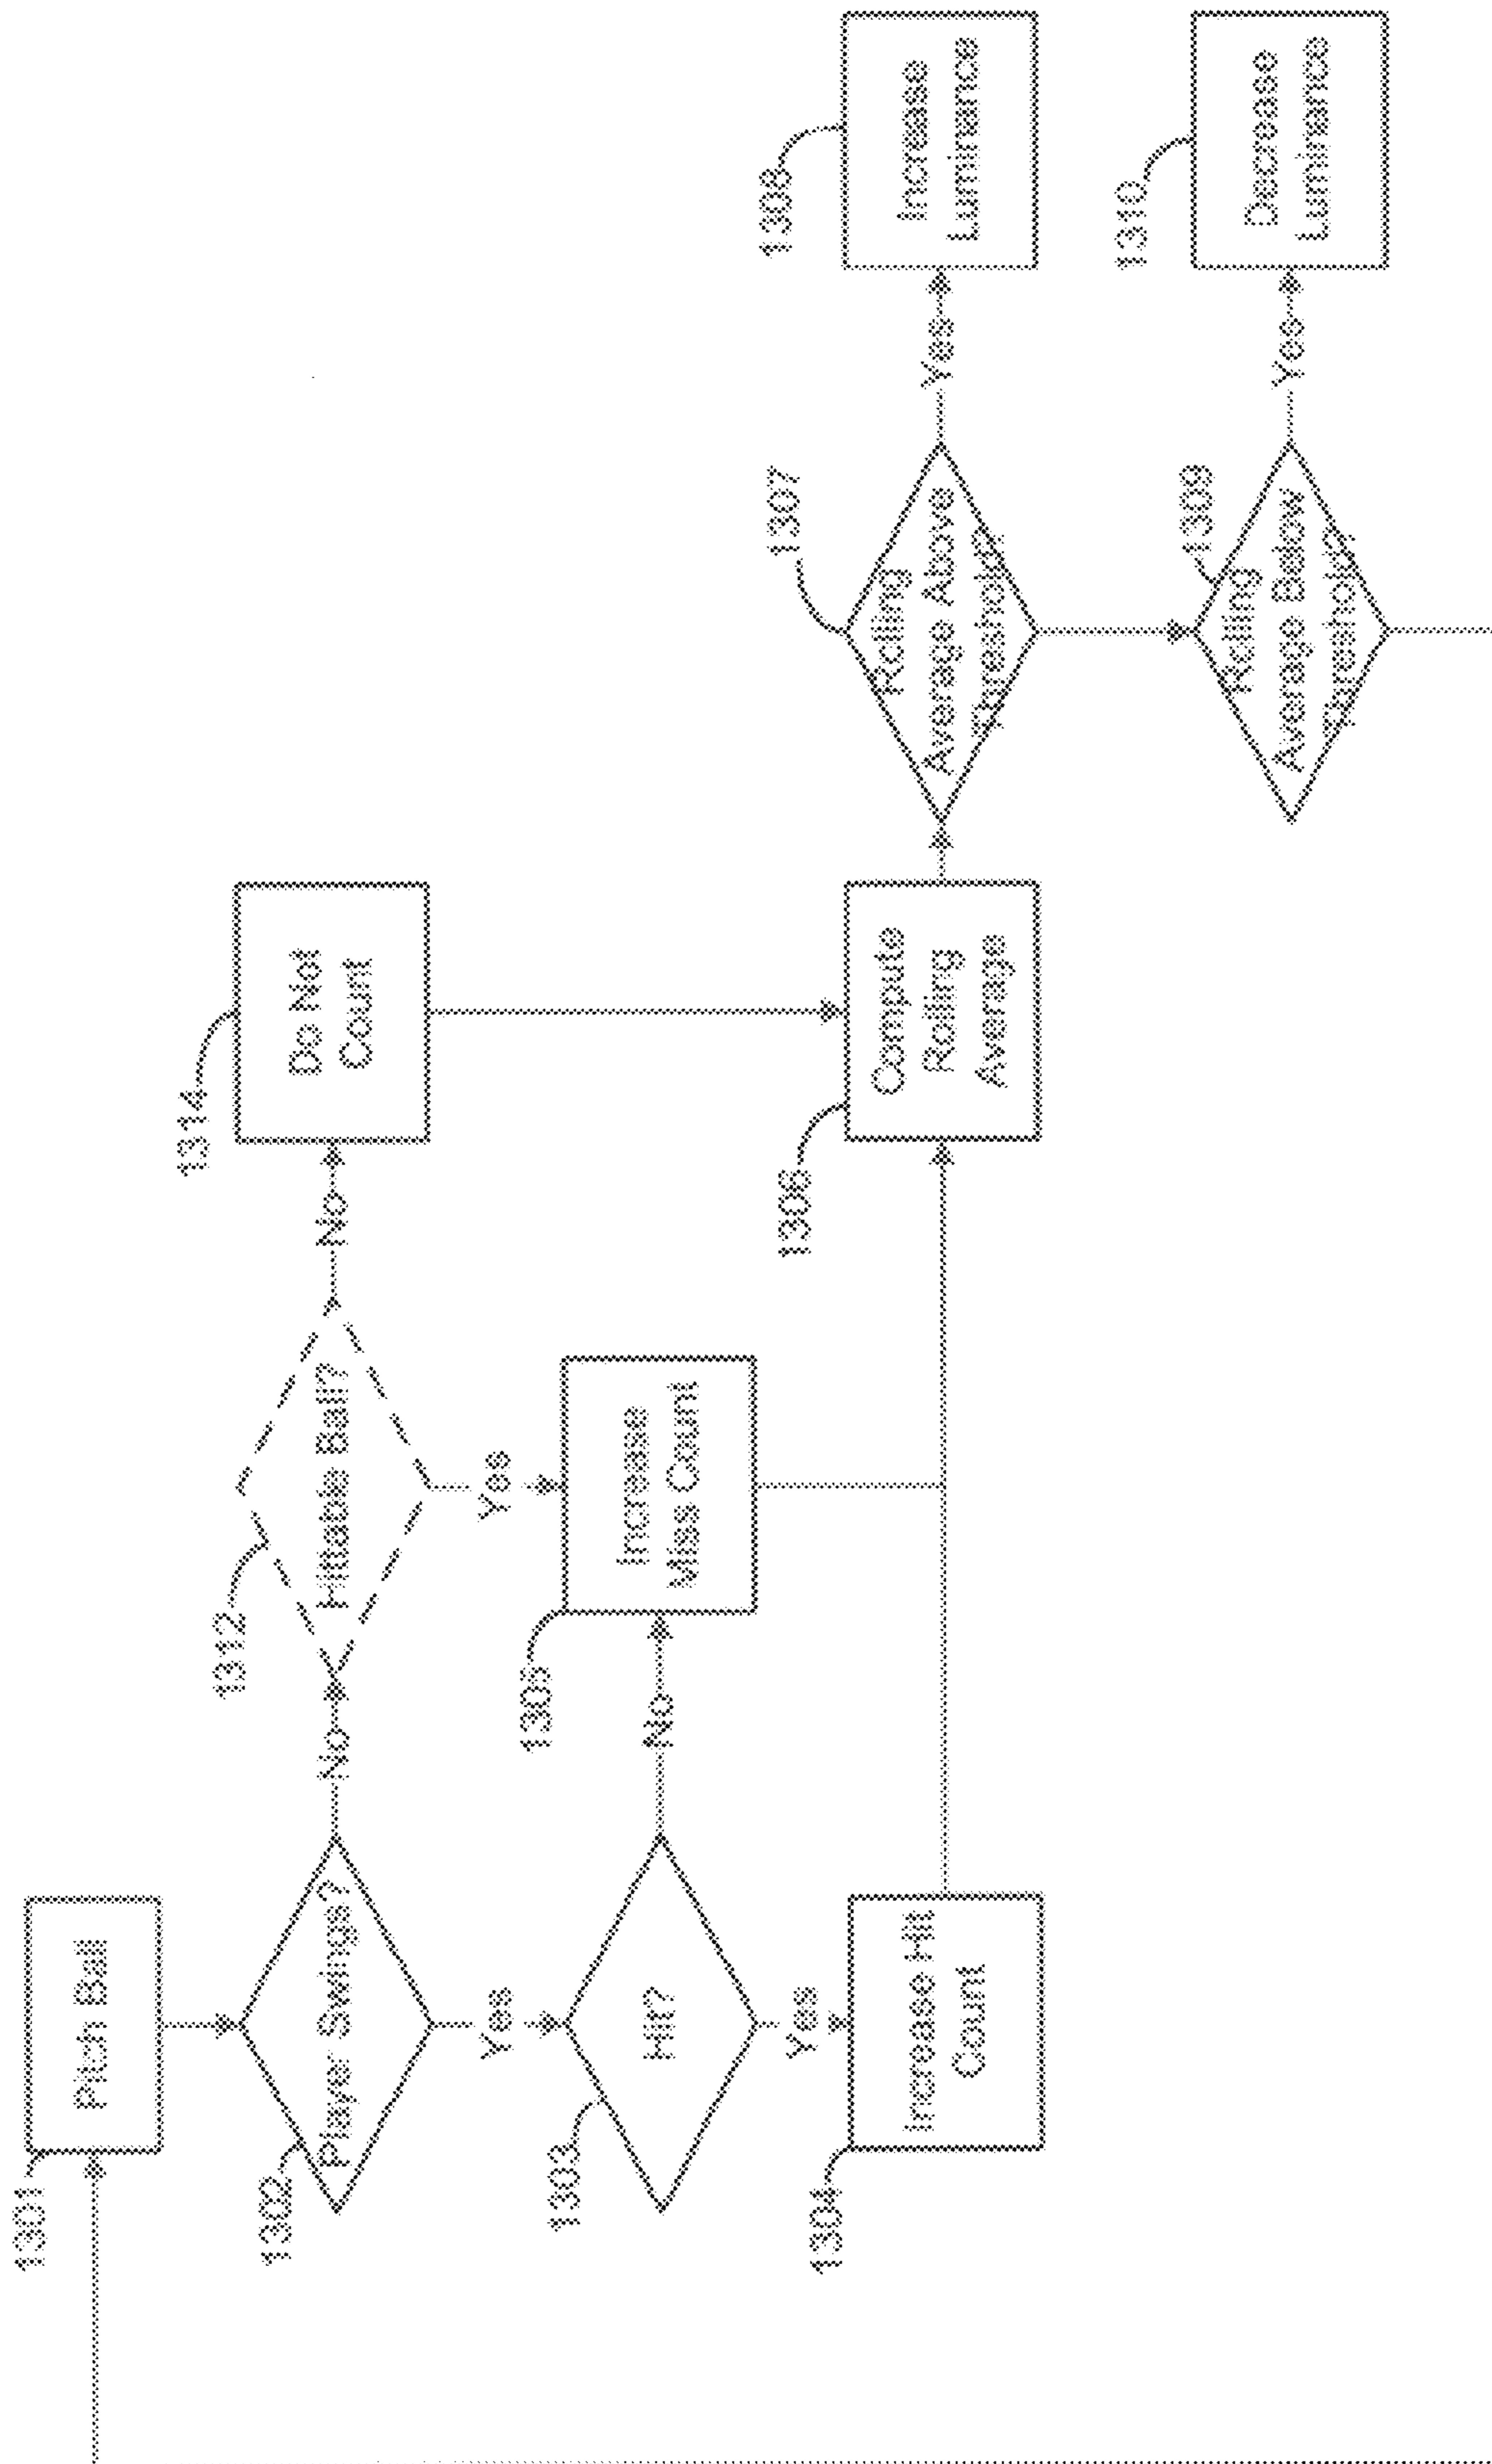 1301
Pitch Ball
1302
Player Swings?
No
1312
Hittable Ball?
No
1314
Do Not
Count
Yes
Yes
1303
Hit?
No
1305
Increase
Miss Count
Yes
1304
Increase Hit
Count
1306
Compute
Rolling
Average
1307
Rolling
Average Above
Threshold?
Yes
1308
Increase
Luminance
1309
Rolling
Average Below
Threshold?
Yes
1310
Decrease
Luminance